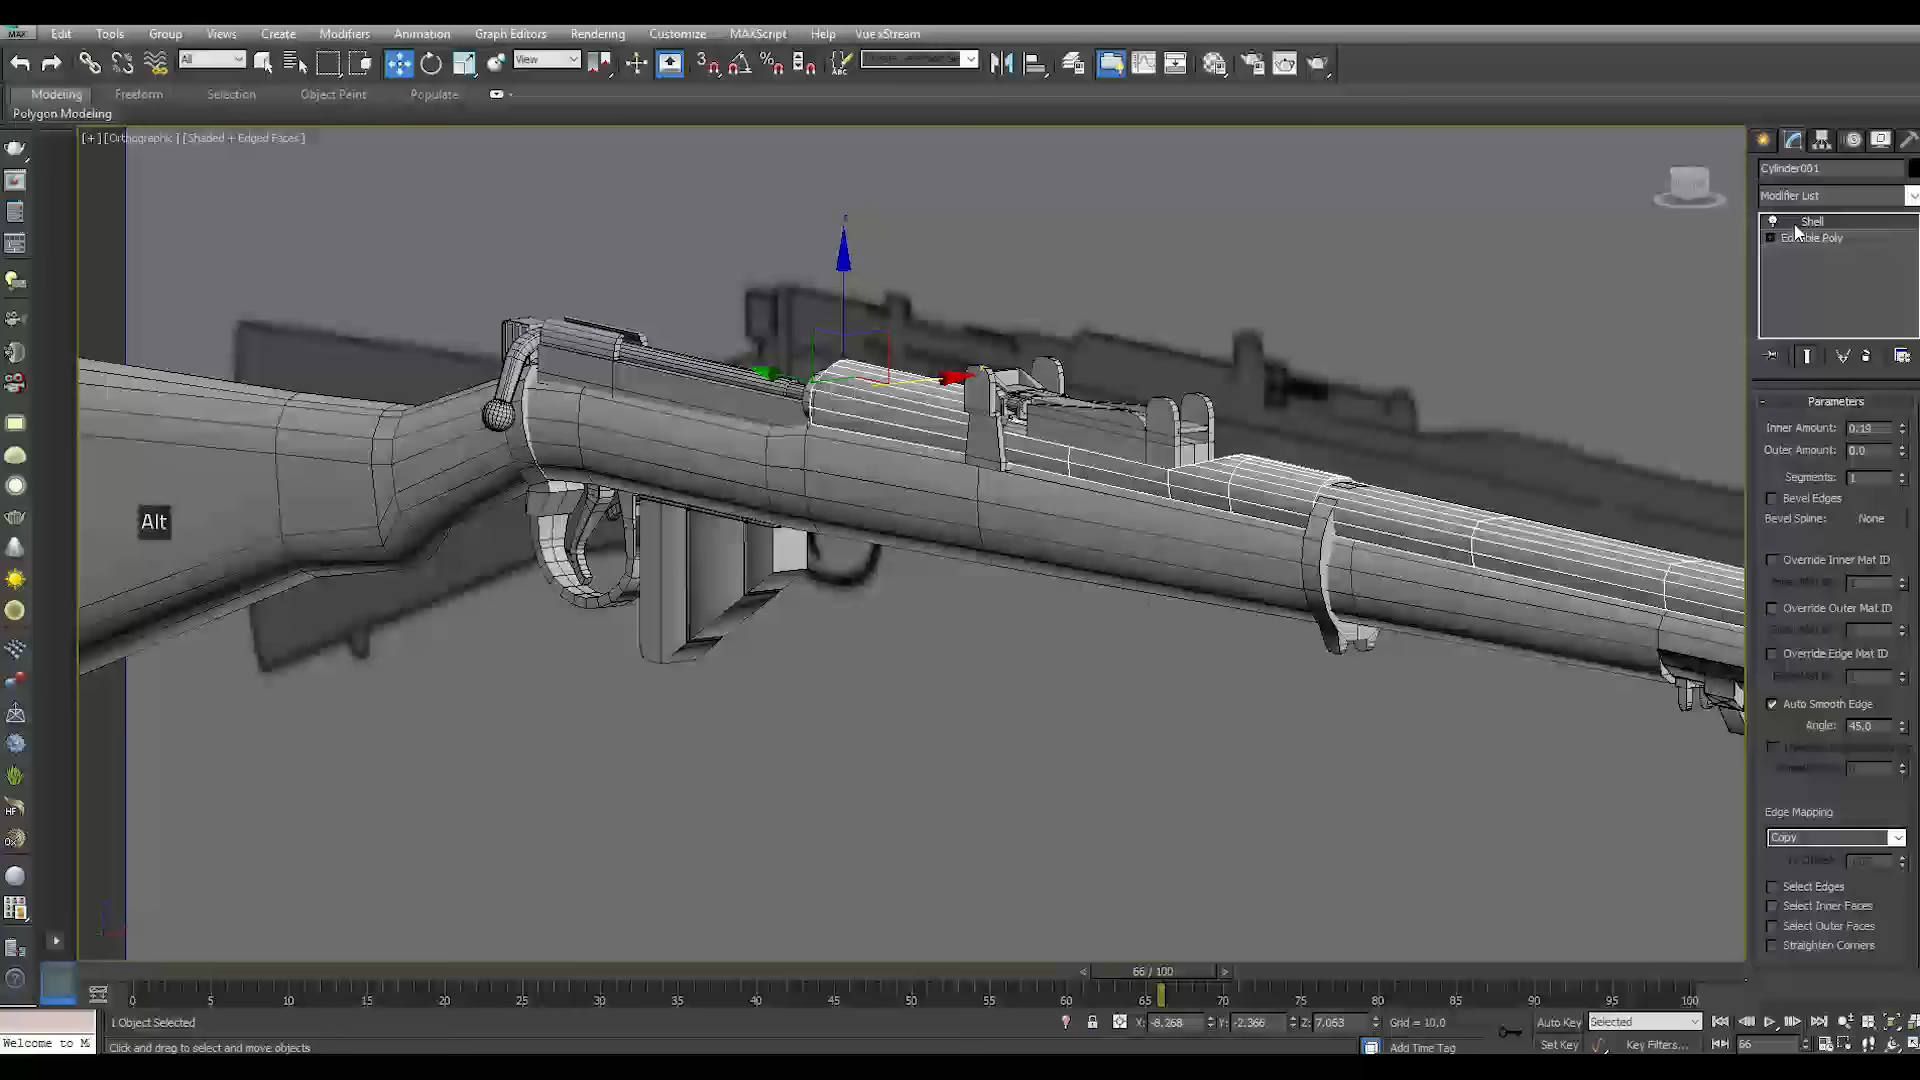 MAX Edit Tools Group Views Create Modifiers Animation Graph Editors Rendering Customize MAXScript Help Vue xStream
All View
Modeling Freeform Selection Object Paint Populate
Polygon Modeling
[+] [Orthographic] [Shaded + Edged Faces]
Cylinder001
Modifier List
Shell
Editable Poly
Parameters
Inner Amount: 0.19
Outer Amount: 0.0
Segments: 1
Bevel Edges
Bevel Spline: None
Override Inner Mat ID
Override Outer Mat ID
Override Edge Mat ID
Auto Smooth Edge
Angle: 45.0
Edge Mapping
Copy
Select Edges
Select Inner Faces
Select Outer Faces
Straighten Corners
Alt
HF
66 / 100
0 5 10 15 20 25 30 35 40 45 50 55 60 65 70 75 80 85 90 95 100
1 Object Selected X: -8.268 Y: -2.366 Z: 7.063 Grid = 10.0 Auto Key Selected
Welcome to M Click and drag to select and move objects Add Time Tag Set Key Key Filters... 66